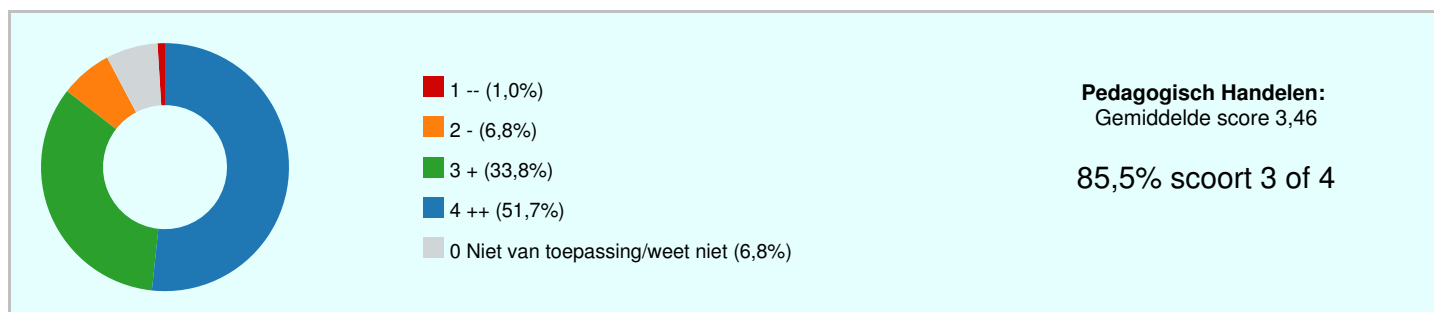 1 -- (1,0%)
2 - (6,8%)
3 + (33,8%)
4 ++ (51,7%)
0 Niet van toepassing/weet niet (6,8%)
Pedagogisch Handelen:
Gemiddelde score 3,46
85,5% scoort 3 of 4